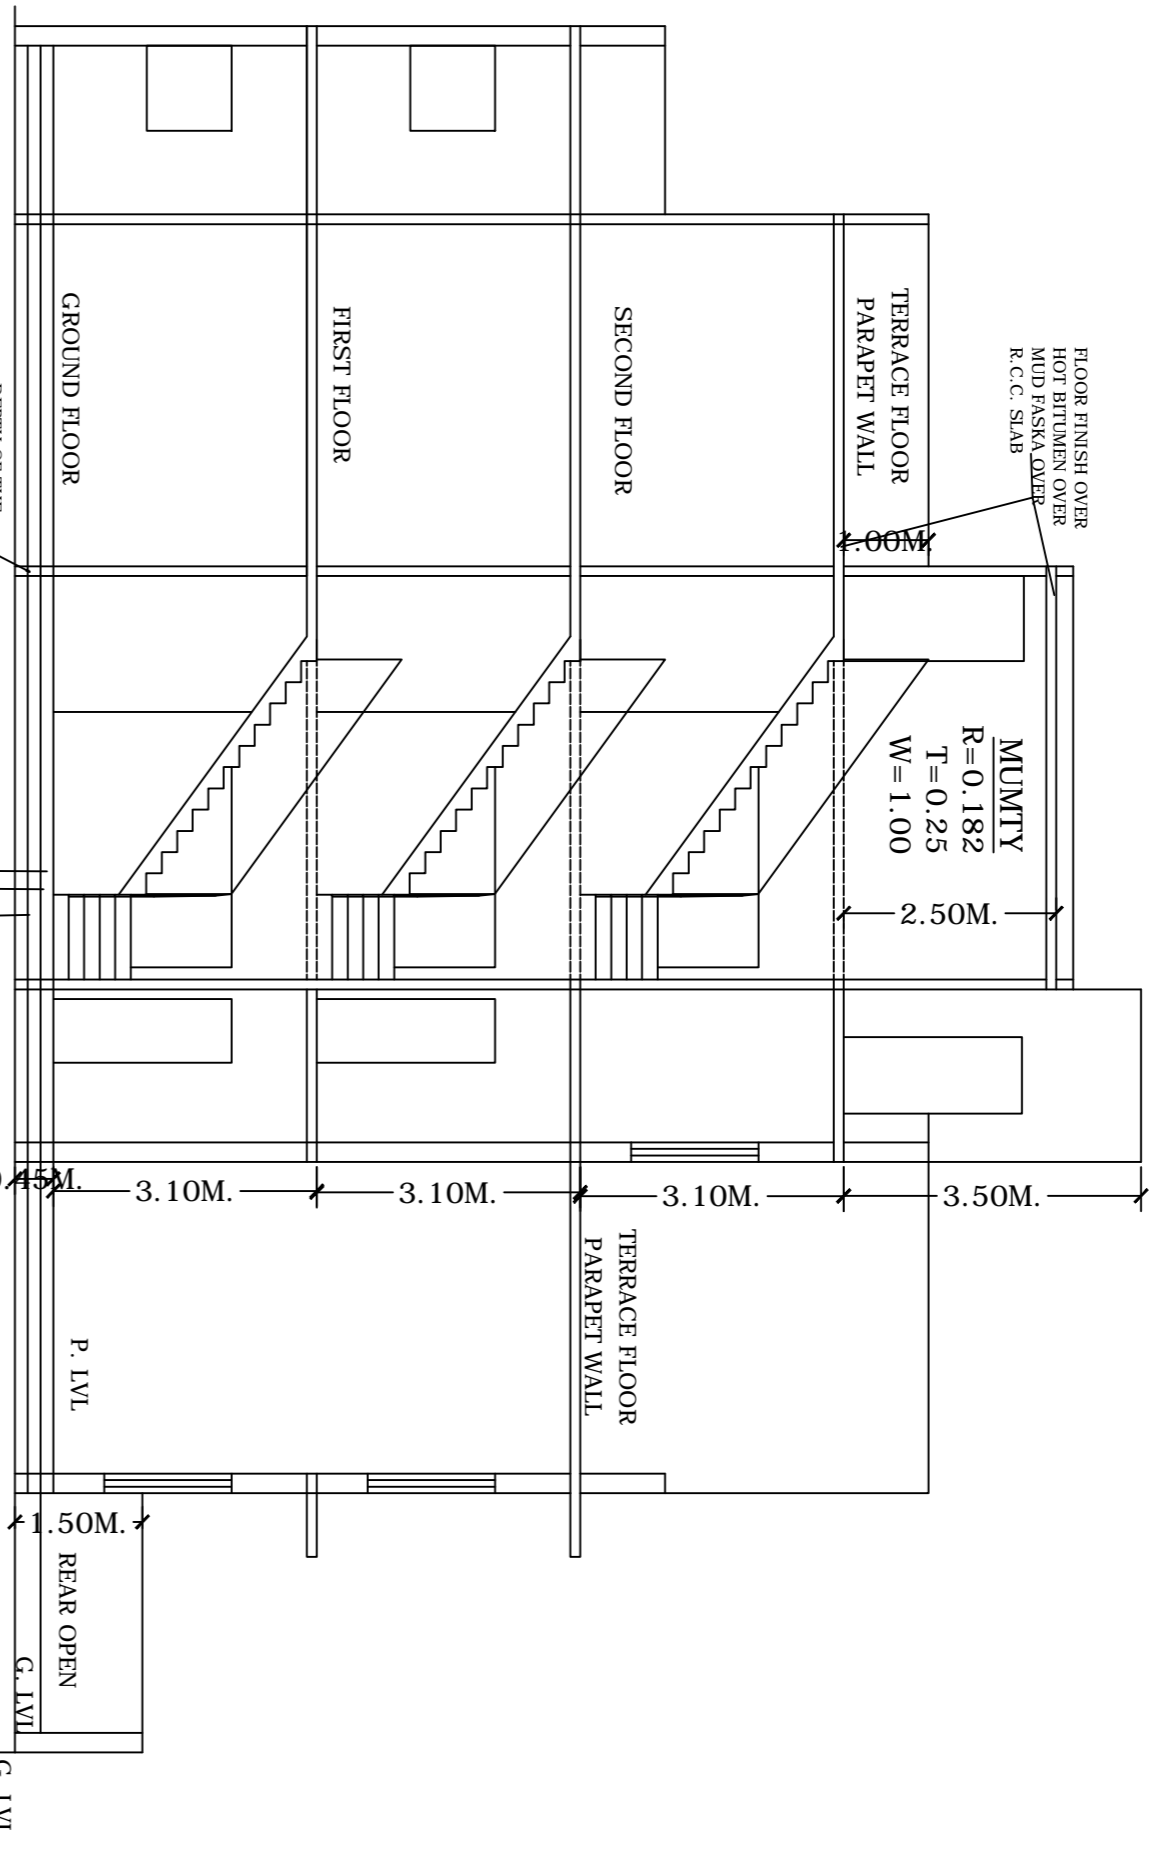 FLOOR FINISH OVER
HOT BITUMEN OVER
MUD FASKA OVER
R.C.C. SLAB
TERRACE FLOOR
PARAPET WALL
1.00M.
SECOND FLOOR
FIRST FLOOR
GROUND FLOOR
MUMTY
R=0.182
T=0.25
W=1.00
2.50M.
3.50M.
3.10M.
3.10M.
3.10M.
.45M.
TERRACE FLOOR
PARAPET WALL
P. LVL
1.50M.
REAR OPEN
G. LVL
G. LVL